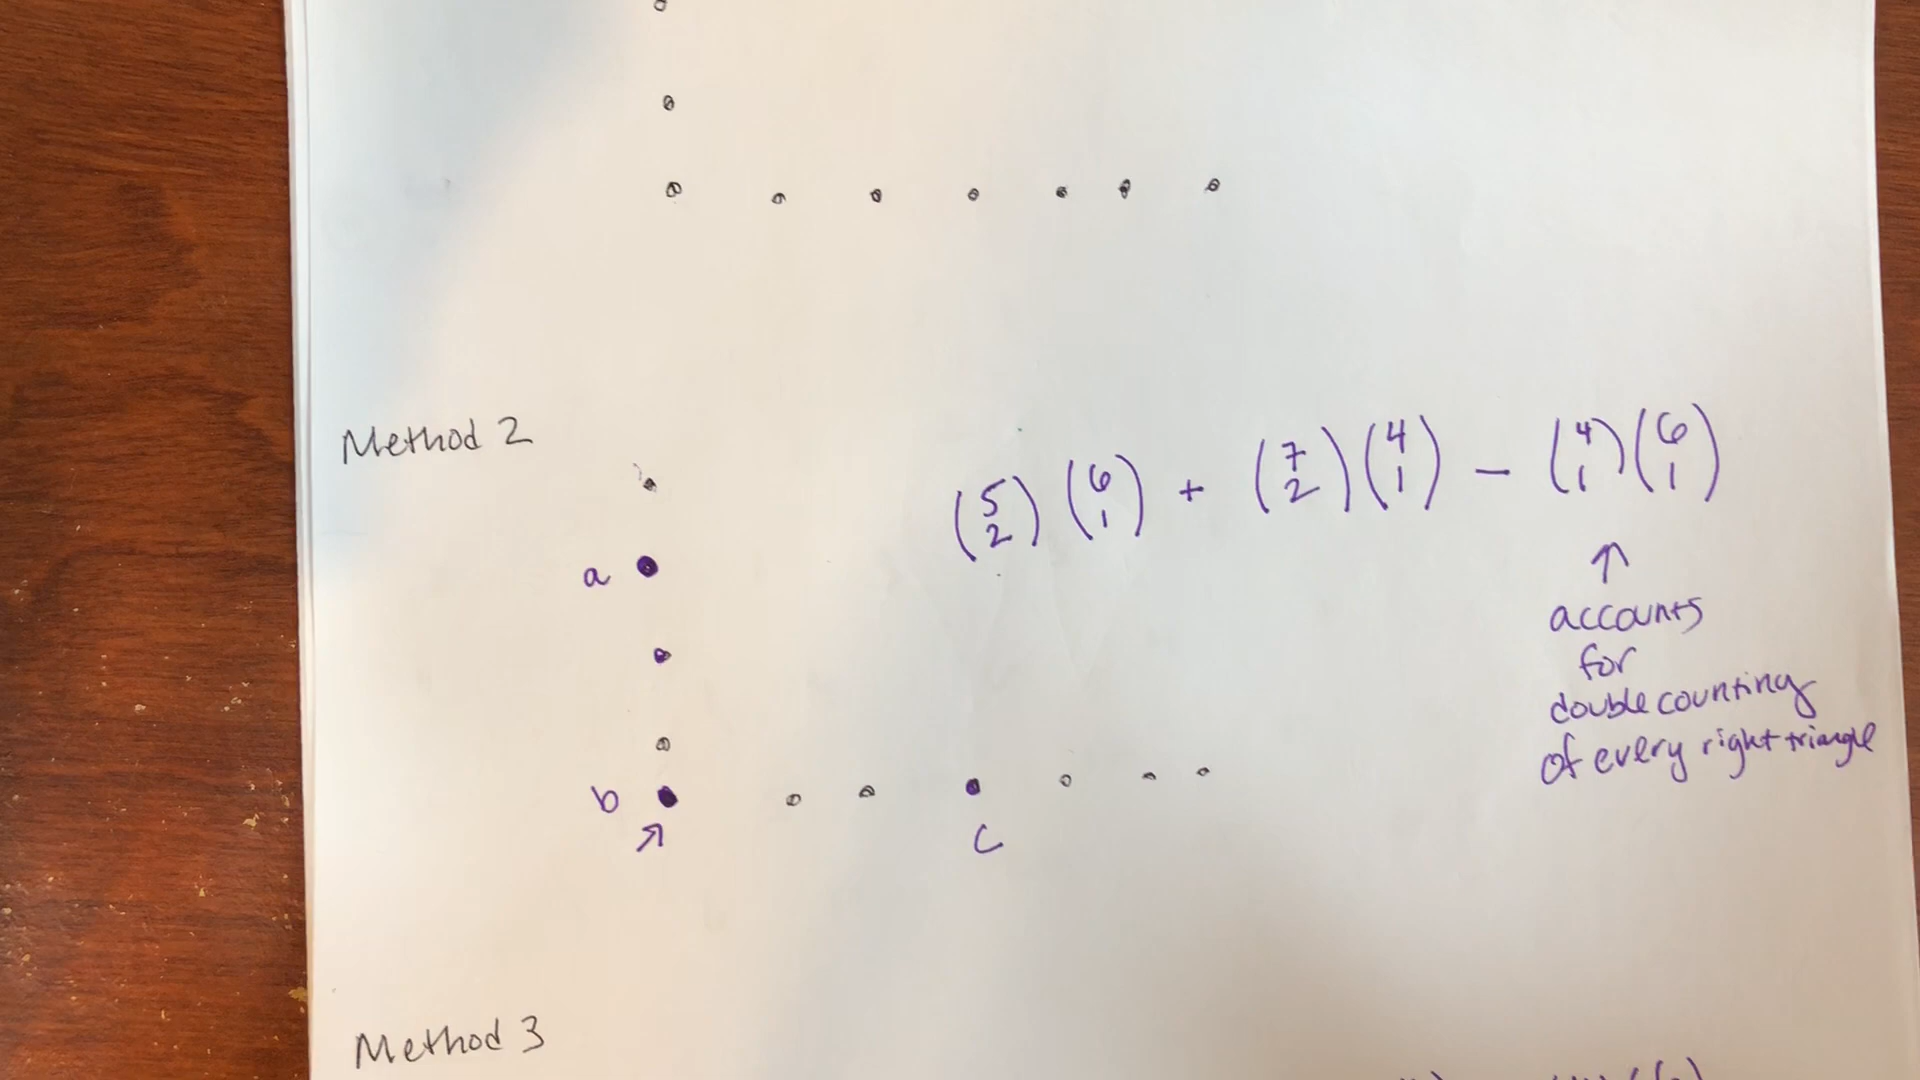 Method 2
(5 2) (6 1) + (7 2) (4 1) − (4 1) (6 1)
↑
a
accounts
for
double counting
of every right triangle
b
↗
c
Method 3